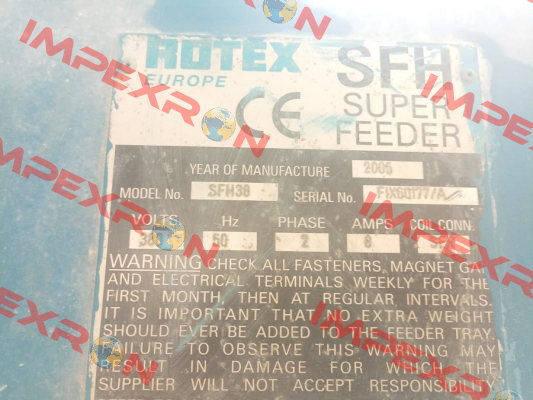 ROTEX
EUROPE
CE
SFH
SUPER
FEEDER
YEAR OF MANUFACTURE 2005
MODEL No. SFH36 SERIAL No. FIX60177/A
VOLTS Hz PHASE AMPS COIL CONN.
50 2 8
WARNING CHECK ALL FASTENERS, MAGNET GAP
AND ELECTRICAL TERMINALS WEEKLY FOR THE
FIRST MONTH, THEN AT REGULAR INTERVALS.
IT IS IMPORTANT THAT NO EXTRA WEIGHT
SHOULD EVER BE ADDED TO THE FEEDER TRAY.
FAILURE TO OBSERVE THIS WARNING MAY
RESULT IN DAMAGE FOR WHICH THE
SUPPLIER WILL NOT ACCEPT RESPONSIBILITY
IMPEXRON